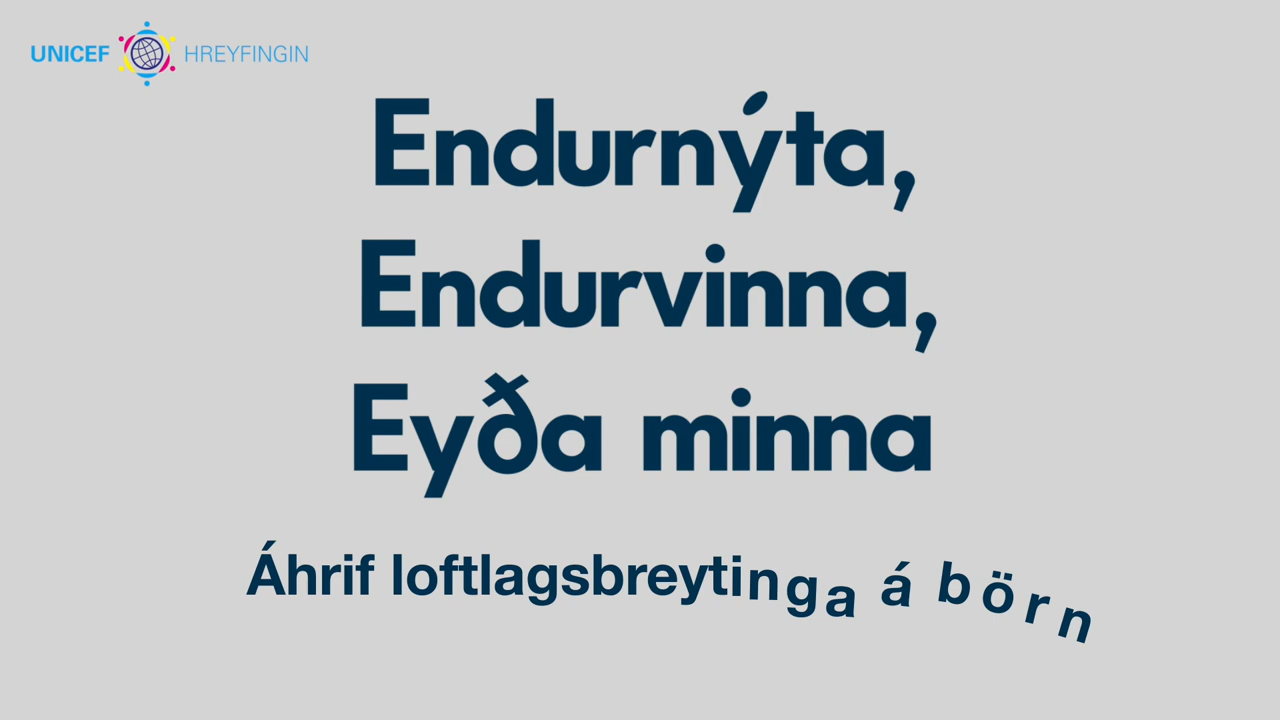 UNICEF HREYFINGIN
Endurnýta,
Endurvinna,
Eyða minna
Áhrif loftlagsbreytinga á börn